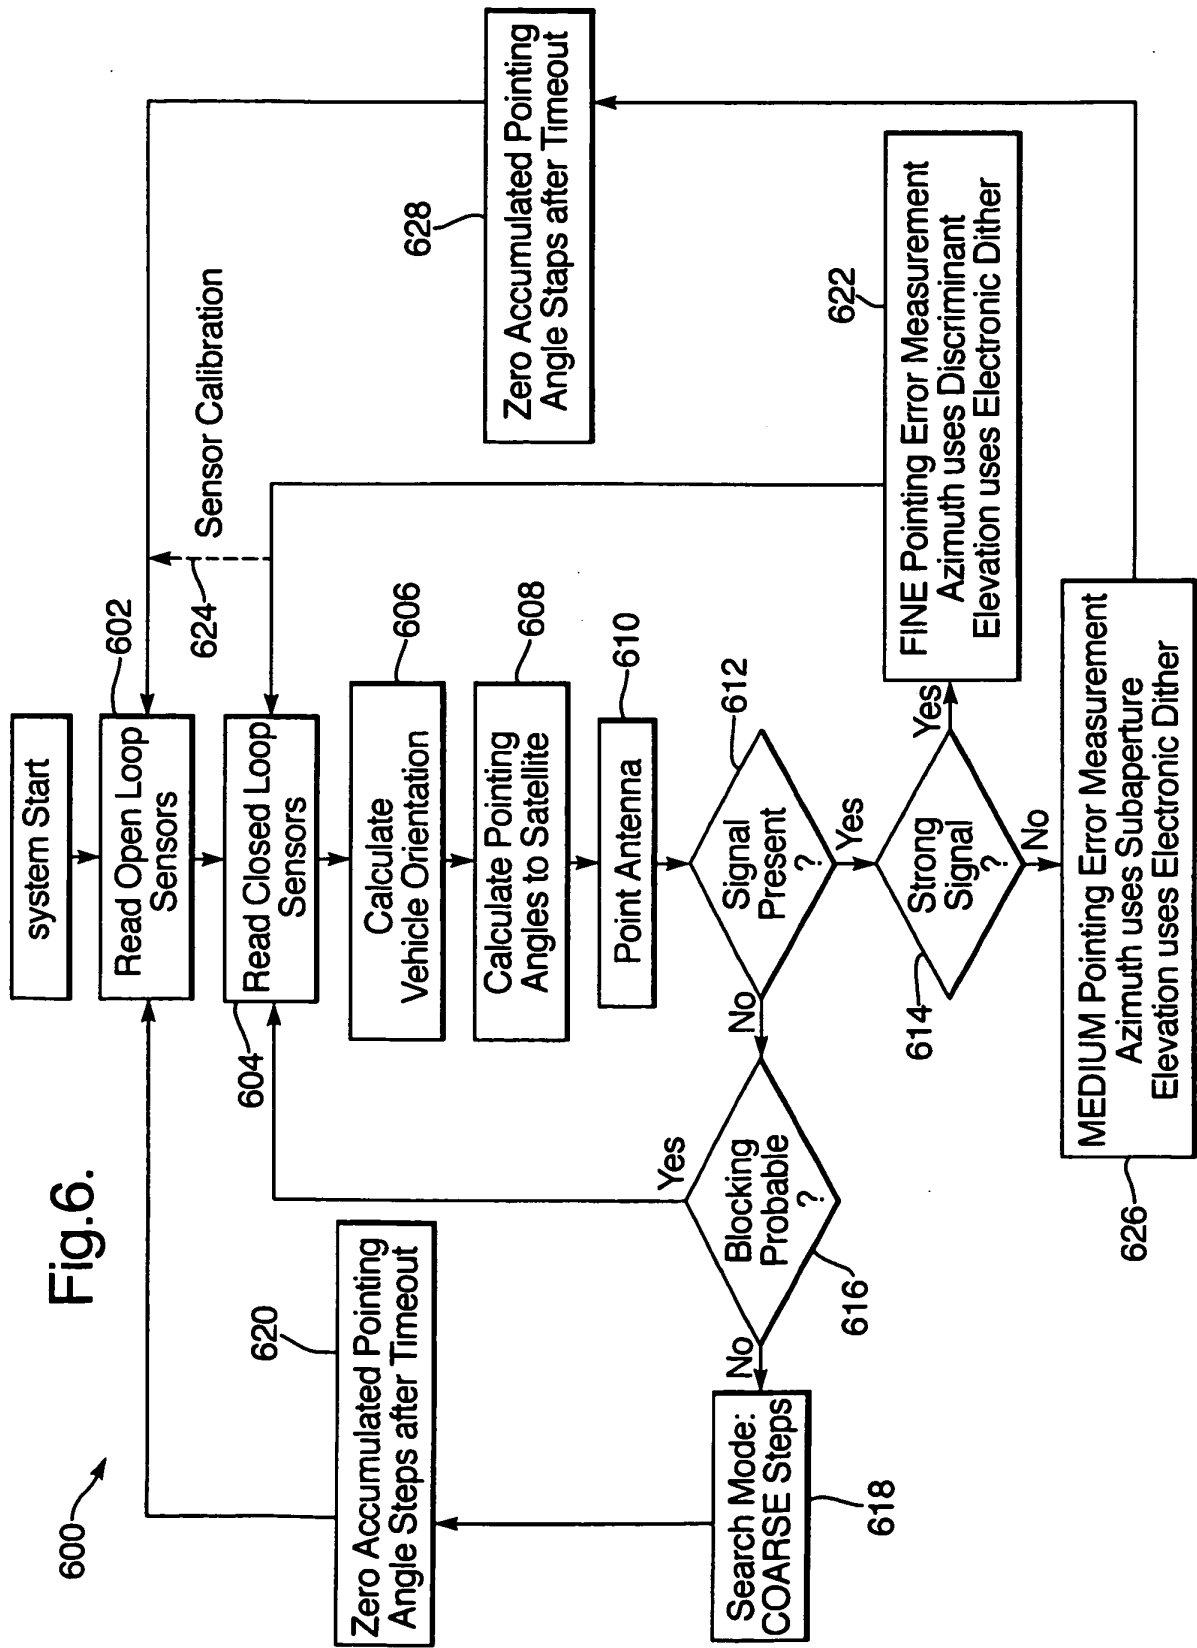 Fig.6.
600
system Start
Read Open Loop
Sensors
602
Read Closed Loop
Sensors
604
Sensor Calibration
624
Calculate
Vehicle Orientation
606
Calculate Pointing
Angles to Satellite
608
Point Antenna
610
Signal
Present
?
612
Yes
No
Strong
Signal
?
614
Yes
No
Blocking
Probable
?
616
Yes
No
Search Mode:
COARSE Steps
618
Zero Accumulated Pointing
Angle Steps after Timeout
620
FINE Pointing Error Measurement
Azimuth uses Discriminant
Elevation uses Electronic Dither
622
MEDIUM Pointing Error Measurement
Azimuth uses Subaperture
Elevation uses Electronic Dither
626
Zero Accumulated Pointing
Angle Staps after Timeout
628